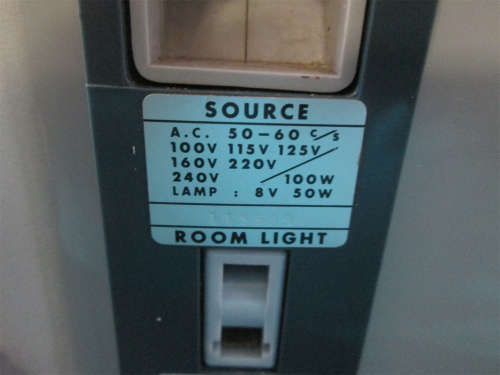 SOURCE
A.C. 50-60 c/s
100V 115V 125V
160V 220V
240V / 100W
LAMP : 8V 50W
ROOM LIGHT